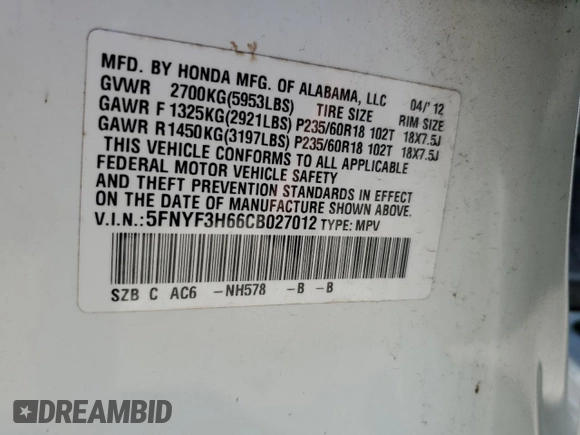 MFD. BY HONDA MFG. OF ALABAMA, LLC 04/'12
GVWR 2700KG(5953LBS) TIRE SIZE RIM SIZE
GAWR F 1325KG(2921LBS) P235/60R18 102T 18X7.5J
GAWR R 1450KG(3197LBS) P235/60R18 102T 18X7.5J
THIS VEHICLE CONFORMS TO ALL APPLICABLE
FEDERAL MOTOR VEHICLE SAFETY
AND THEFT PREVENTION STANDARDS IN EFFECT
ON THE DATE OF MANUFACTURE SHOWN ABOVE.
V.I.N.:5FNYF3H66CB027012 TYPE: MPV
SZB C AC6 -NH578 -B -B
DREAMBID